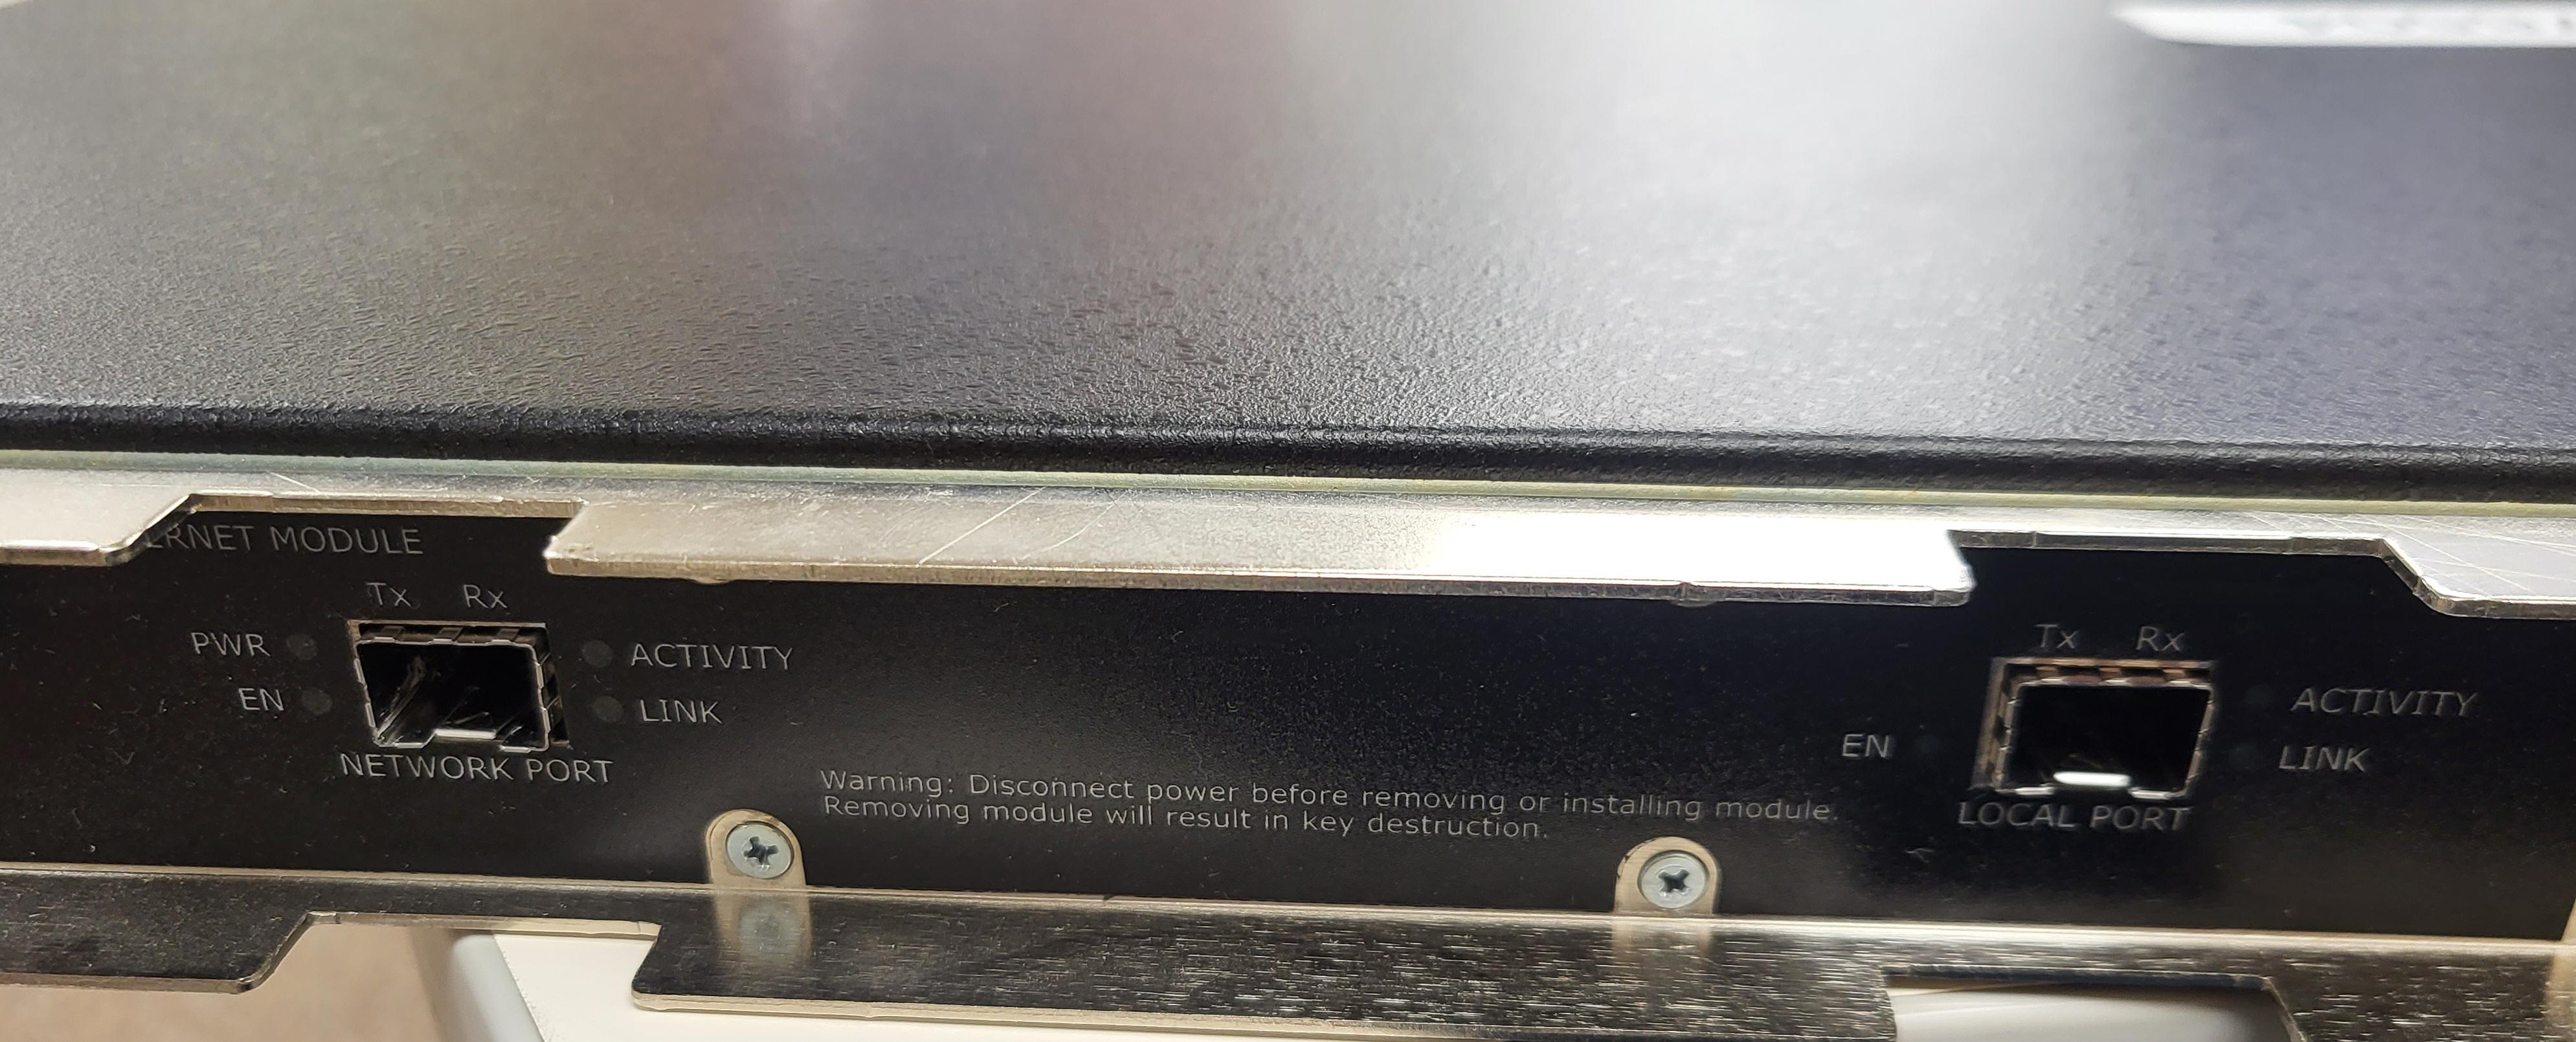 ERNET MODULE
Tx Rx
PWR
ACTIVITY
EN
LINK
NETWORK PORT
Warning: Disconnect power before removing or installing module.
Removing module will result in key destruction.
Tx Rx
ACTIVITY
EN
LINK
LOCAL PORT